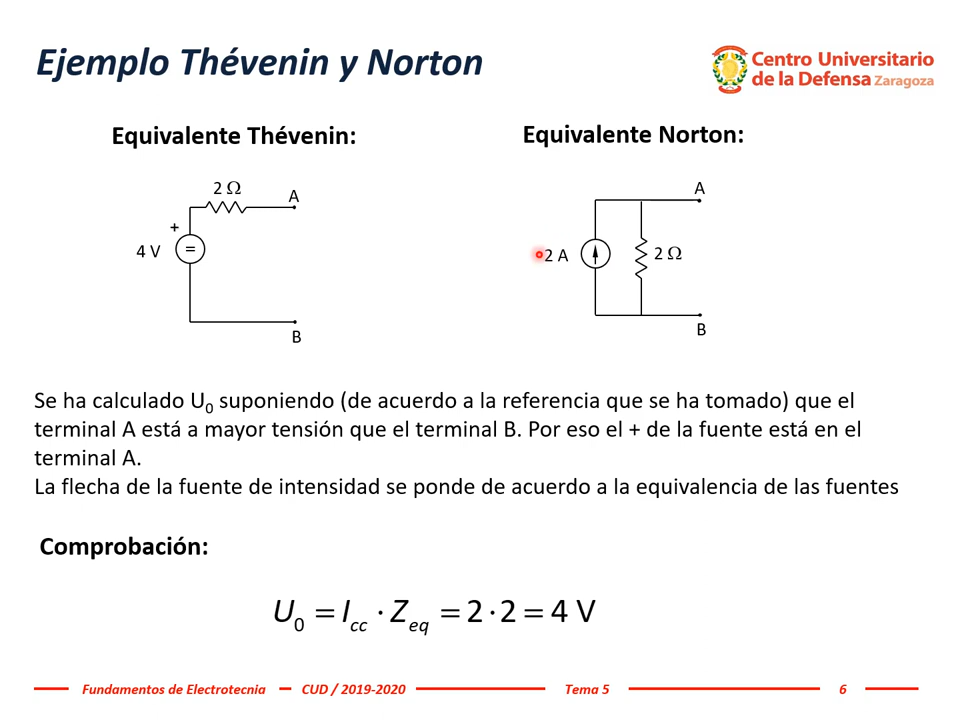 Ejemplo Thévenin y Norton
Centro Universitario
de la Defensa Zaragoza
Equivalente Thévenin:
Equivalente Norton:
2 Ω
A
+
4 V
=
B
A
2 A
2 Ω
B
Se ha calculado U₀ suponiendo (de acuerdo a la referencia que se ha tomado) que el
terminal A está a mayor tensión que el terminal B. Por eso el + de la fuente está en el
terminal A.
La flecha de la fuente de intensidad se ponde de acuerdo a la equivalencia de las fuentes
Comprobación:
U₀ = I_cc · Z_eq = 2 · 2 = 4 V
Fundamentos de Electrotecnia CUD / 2019-2020 Tema 5 6